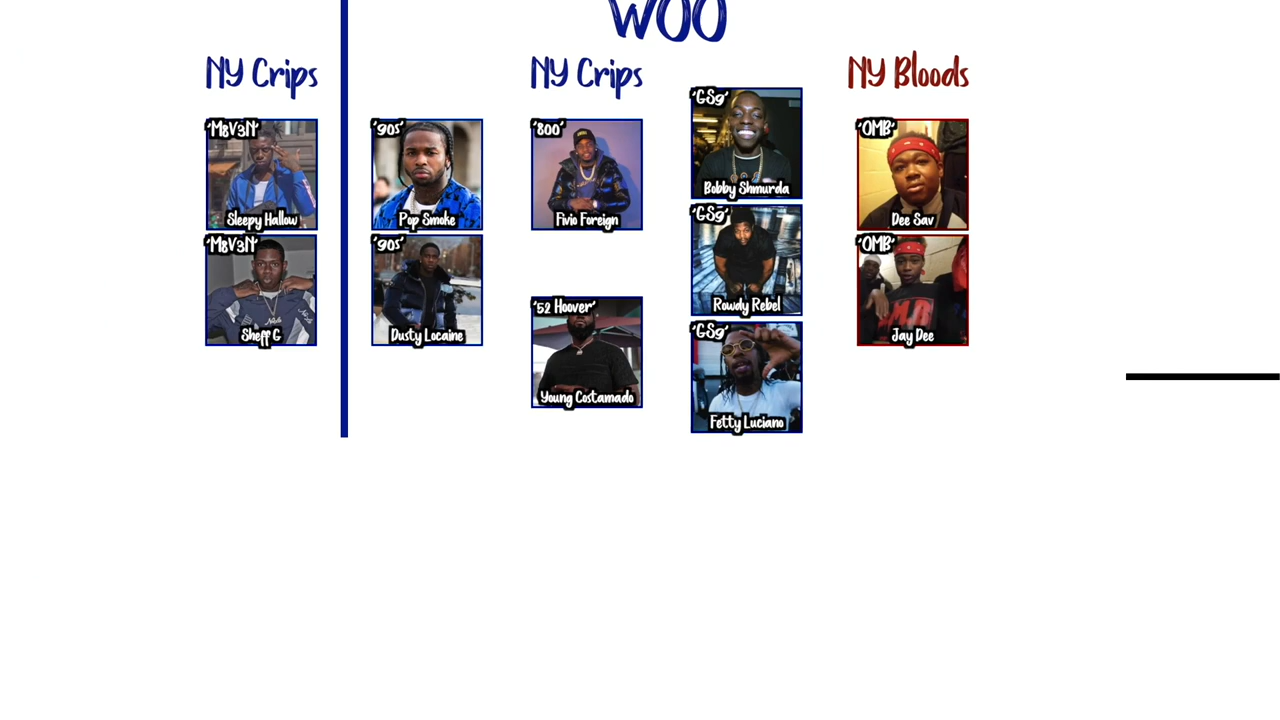 WOO
NY Crips
NY Crips
NY Bloods
'M8V3N'
Sleepy Hallow
'M8V3N'
Sheff G
'90s'
Pop Smoke
'90s'
Dusty Locaine
'800'
Fivio Foreign
'52 Hoover'
Young Costamado
'GS9'
Bobby Shmurda
'GS9'
Rowdy Rebel
'GS9'
Fetty Luciano
'OMB'
Dee Sav
'OMB'
Jay Dee